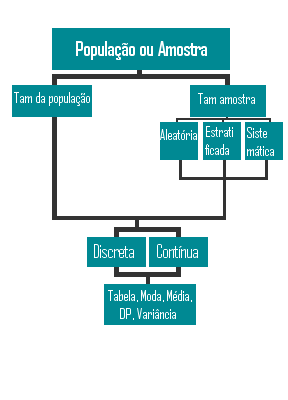 População ou Amostra
Tam da população
Tam amostra
Aleatória
Estrati
ficada
Siste
mática
Discreta
Contínua
Tabela, Moda, Média,
DP, Variância